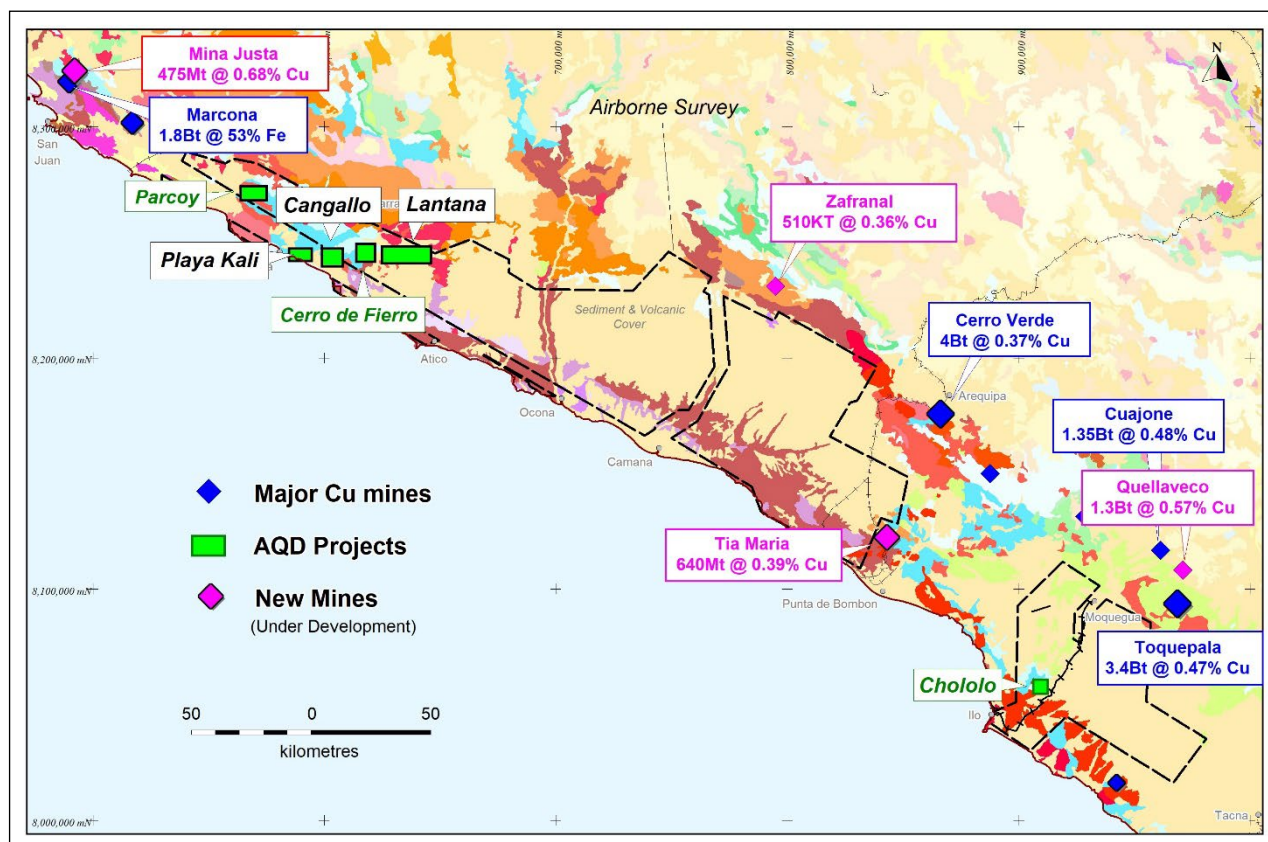 Mina Justa
475Mt @ 0.68% Cu
Marcona
1.8Bt @ 53% Fe
700,000 mE
800,000 mE
900,000 mE
N
8,300,000 mN
San
Juan
Airborne Survey
Parcoy
Cangallo
Lantana
Zafranal
510KT @ 0.36% Cu
Playa Kali
Cerro de Fierro
Sediment & Volcanic
Cover
Cerro Verde
4Bt @ 0.37% Cu
8,200,000 mN
Atico
Ocona
Arequipa
Camana
Cuajone
1.35Bt @ 0.48% Cu
Quellaveco
1.3Bt @ 0.57% Cu
Major Cu mines
AQD Projects
New Mines
(Under Development)
Tia Maria
640Mt @ 0.39% Cu
8,100,000 mN
Punta de Bombon
Moquegua
Toquepala
3.4Bt @ 0.47% Cu
Chololo
Ilo
50 0 50
kilometres
8,000,000 mN
Tacna